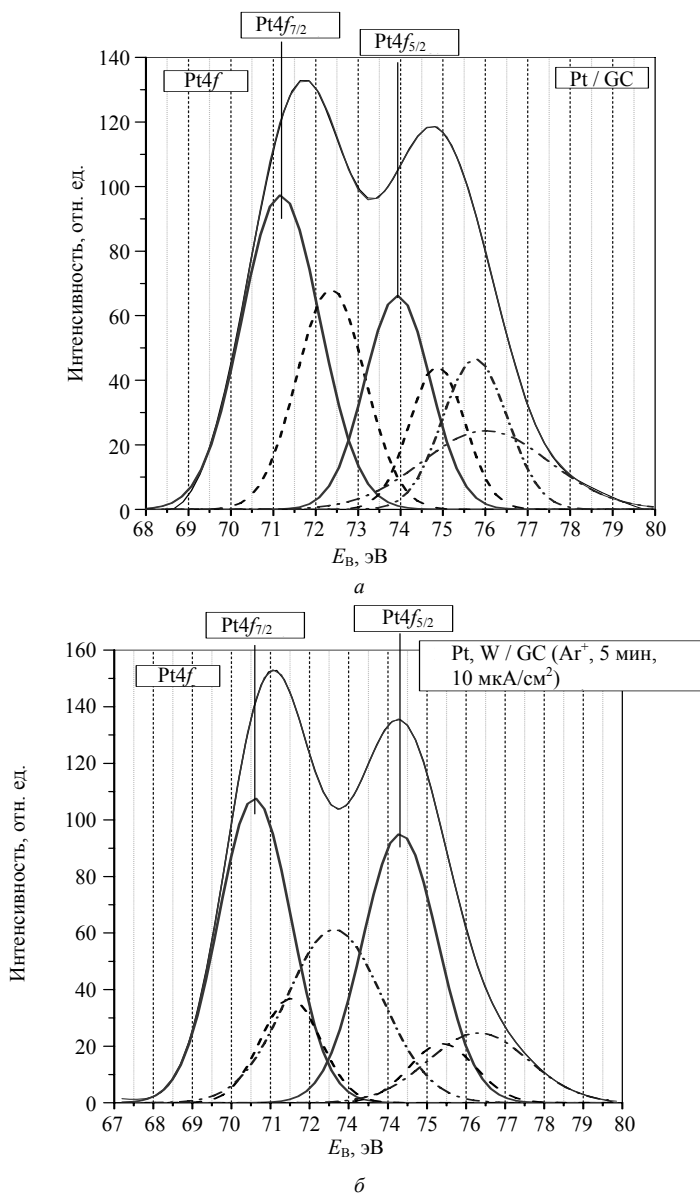 Pt4f7/2
Pt4f5/2
140
Pt4f
Pt / GC
120
100
80
60
40
20
0
Интенсивность, отн. ед.
68 69 70 71 72 73 74 75 76 77 78 79 80
EB, эВ
а
Pt4f7/2
Pt4f5/2
160
Pt4f
Pt, W / GC (Ar+, 5 мин,
10 мкА/см2)
140
120
100
80
60
40
20
0
Интенсивность, отн. ед.
67 68 69 70 71 72 73 74 75 76 77 78 79 80
EB, эВ
б